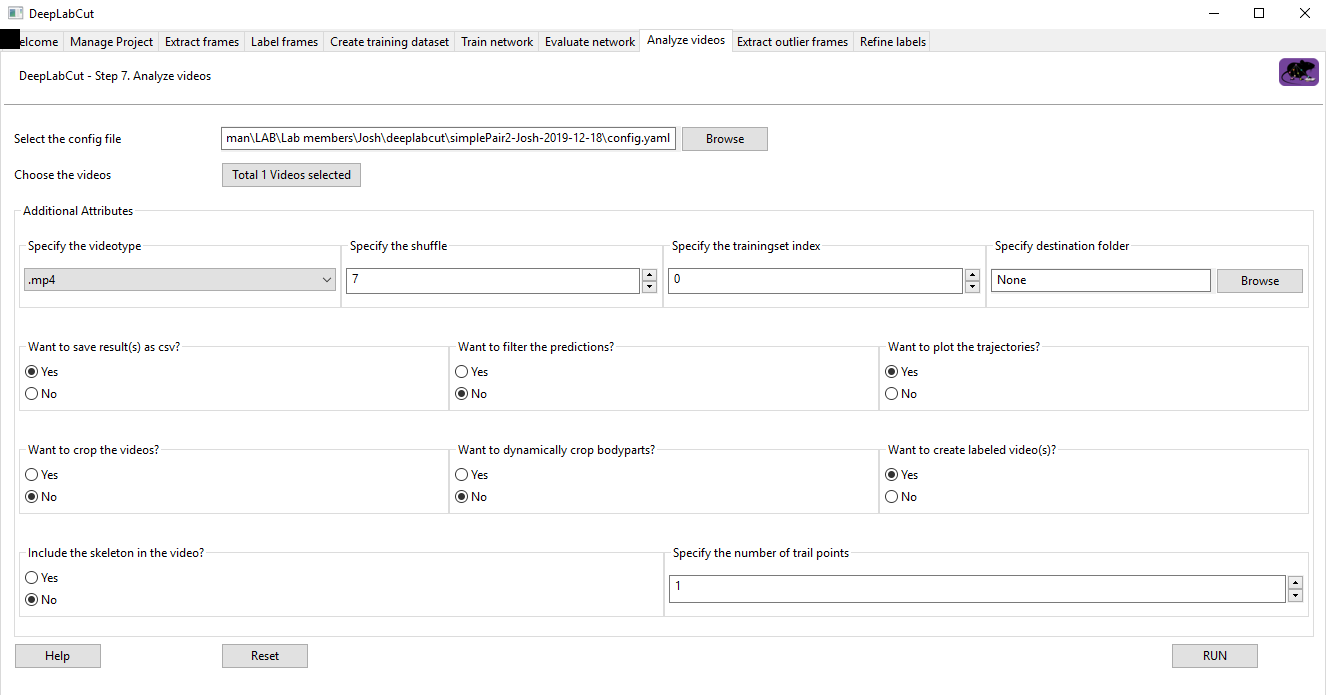 DeepLabCut
elcome Manage Project Extract frames Label frames Create training dataset Train network Evaluate network Analyze videos Extract outlier frames Refine labels
DeepLabCut - Step 7. Analyze videos
Select the config file man\LAB\Lab members\Josh\deeplabcut\simplePair2-Josh-2019-12-18\config.yaml Browse
Choose the videos Total 1 Videos selected
Additional Attributes
Specify the videotype Specify the shuffle Specify the trainingset index Specify destination folder
.mp4 7 0 None Browse
Want to save result(s) as csv? Want to filter the predictions? Want to plot the trajectories?
Yes Yes Yes
No No No
Want to crop the videos? Want to dynamically crop bodyparts? Want to create labeled video(s)?
Yes Yes Yes
No No No
Include the skeleton in the video? Specify the number of trail points
Yes 1
No
Help Reset RUN